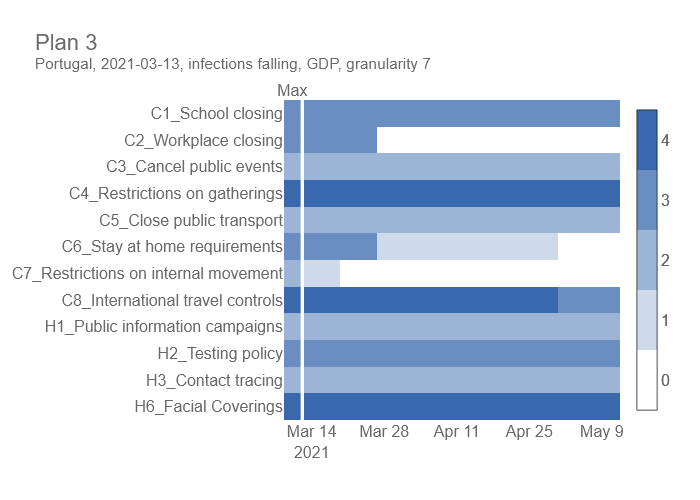 Plan 3
Portugal, 2021-03-13, infections falling, GDP, granularity 7
Max
C1_School closing
C2_Workplace closing
C3_Cancel public events
C4_Restrictions on gatherings
C5_Close public transport
C6_Stay at home requirements
C7_Restrictions on internal movement
C8_International travel controls
H1_Public information campaigns
H2_Testing policy
H3_Contact tracing
H6_Facial Coverings
4
3
2
1
0
Mar 14 Mar 28 Apr 11 Apr 25 May 9
2021